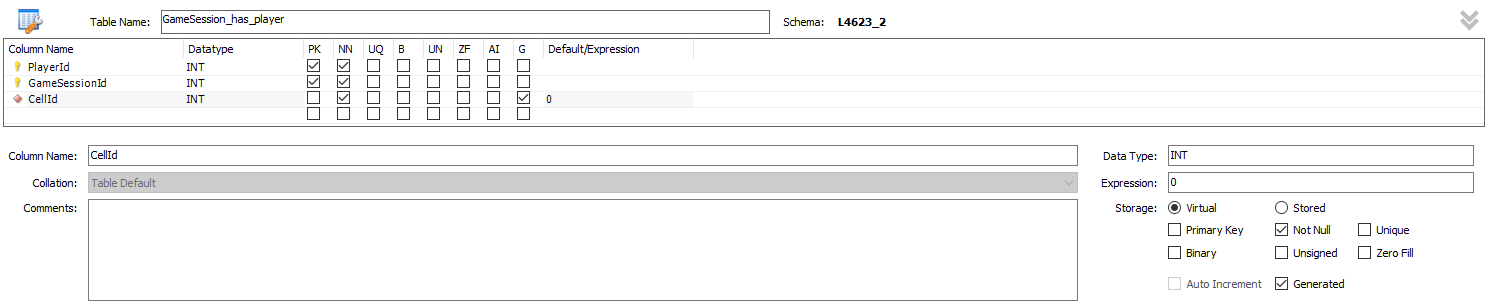 Table Name: GameSession_has_player Schema: L4623_2
Column Name Datatype PK NN UQ B UN ZF AI G Default/Expression
PlayerId INT
GameSessionId INT
CellId INT 0
Column Name: CellId Data Type: INT
Collation: Table Default Expression: 0
Comments: Storage: Virtual Stored
Primary Key Not Null Unique
Binary Unsigned Zero Fill
Auto Increment Generated